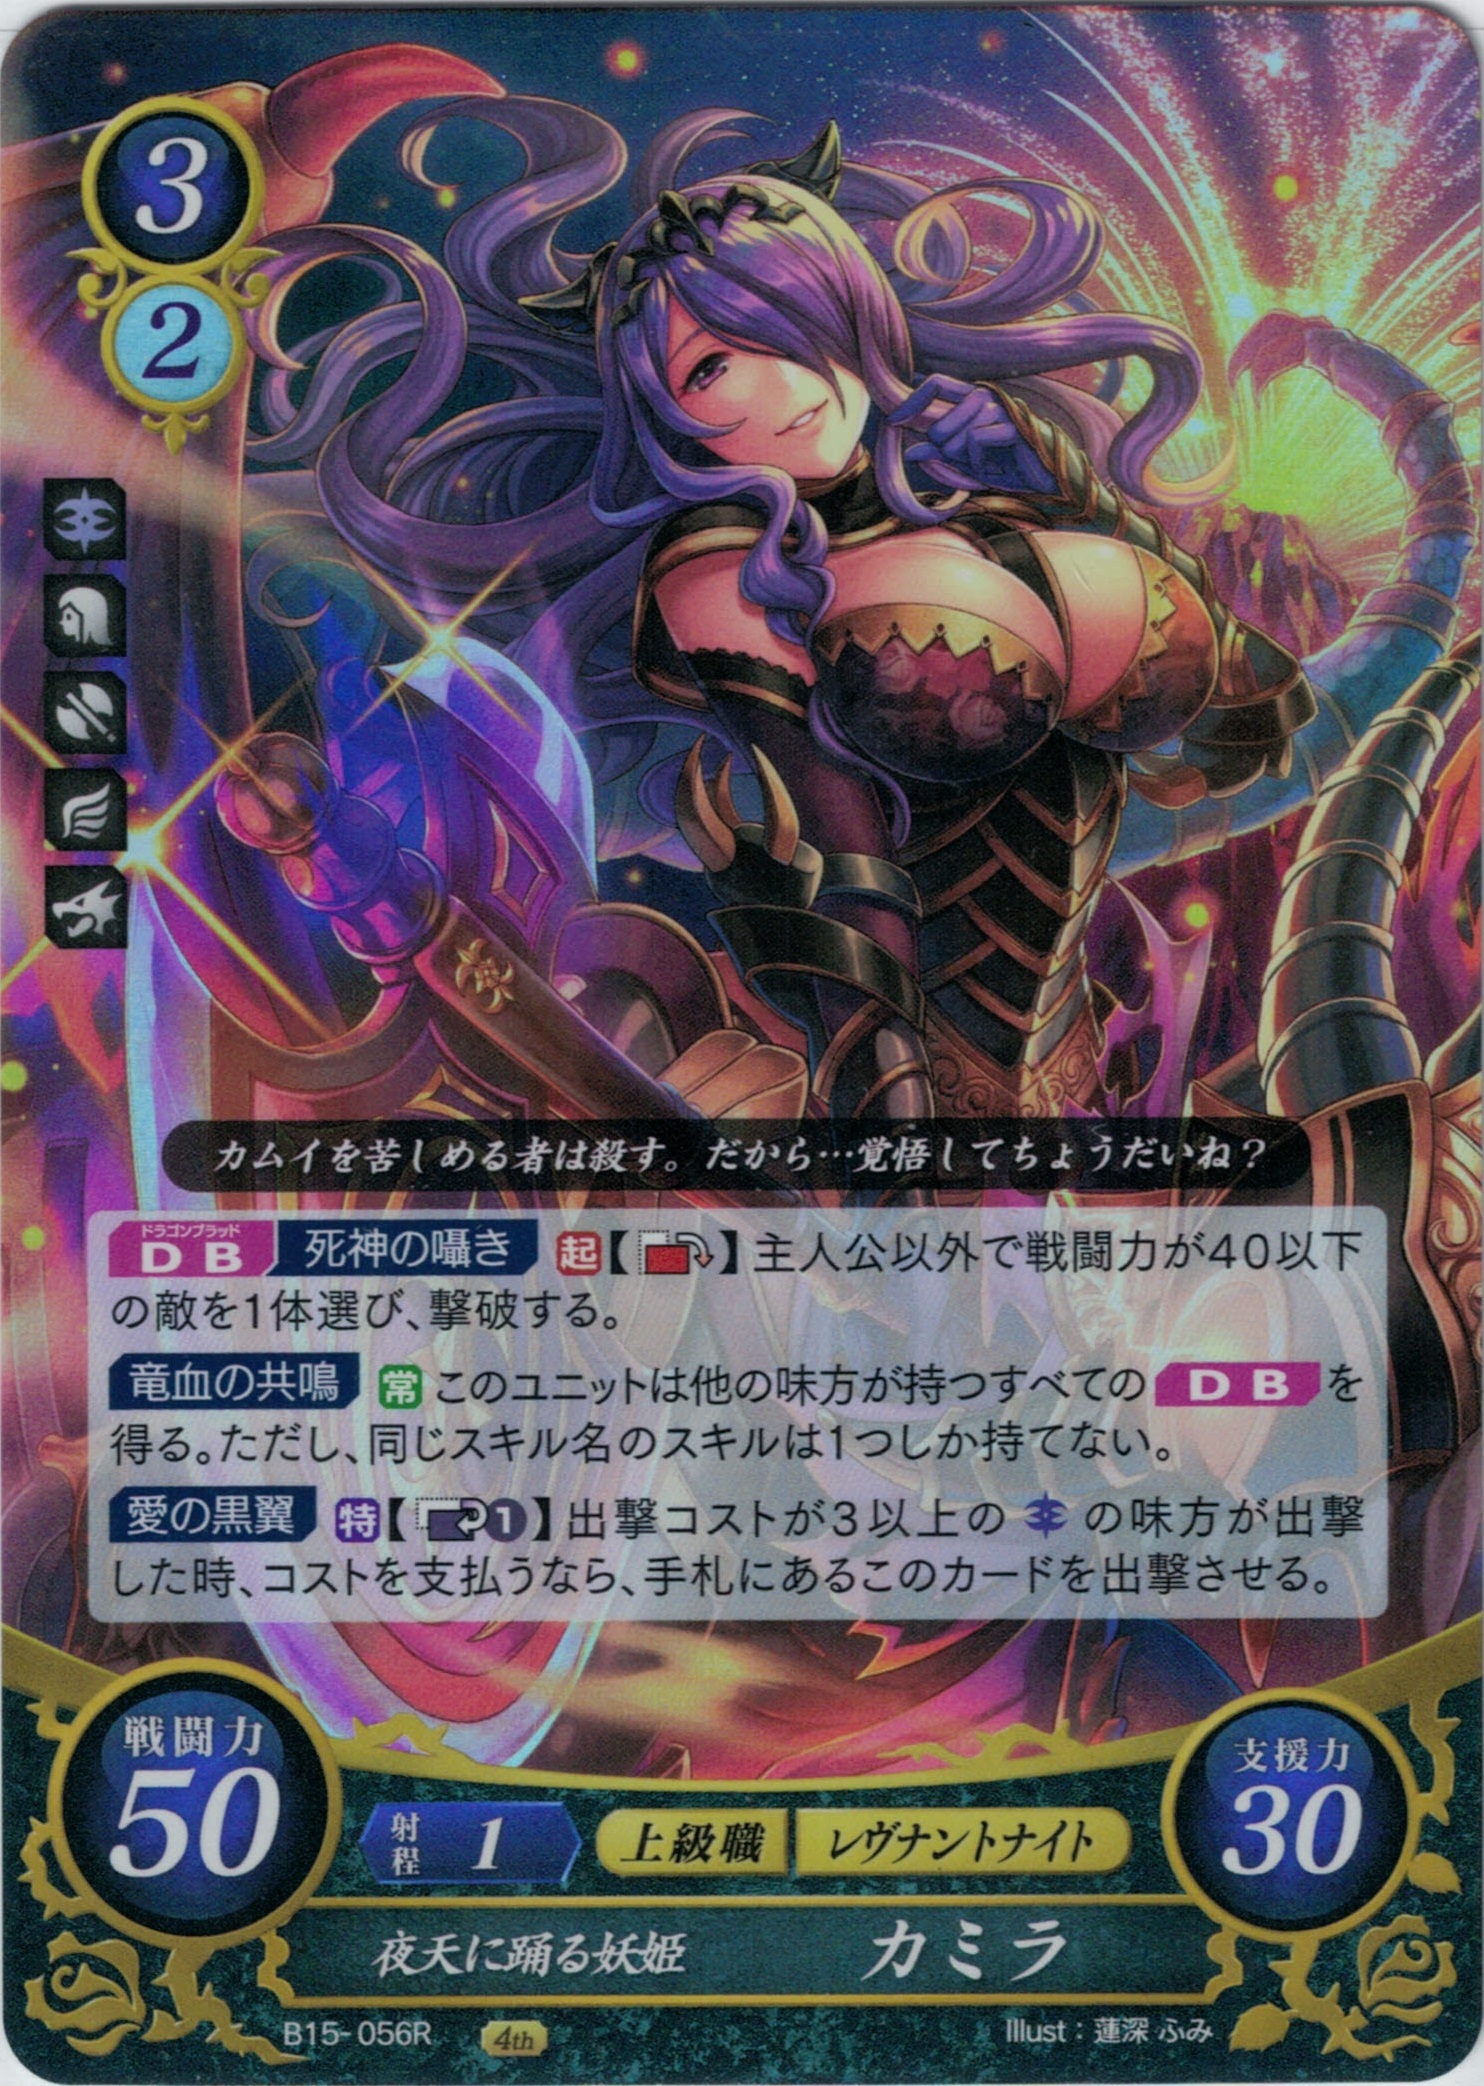 3
2
カムイを苦しめる者は殺す。だから…覚悟してちょうだいね?
ドラゴンブラッド
DB 死神の囁き 起【】主人公以外で戦闘力が40以下
の敵を1体選び、撃破する。
竜血の共鳴 常 このユニットは他の味方が持つすべての DB を
得る。ただし、同じスキル名のスキルは1つしか持てない。
愛の黒翼 特【1】出撃コストが3以上の の味方が出撃
した時、コストを支払うなら、手札にあるこのカードを出撃させる。
戦闘力
50
射程 1
上級職 レヴナントナイト
支援力
30
夜天に踊る妖姫 カミラ
B15-056R 4th Illust:蓮深 ふみ